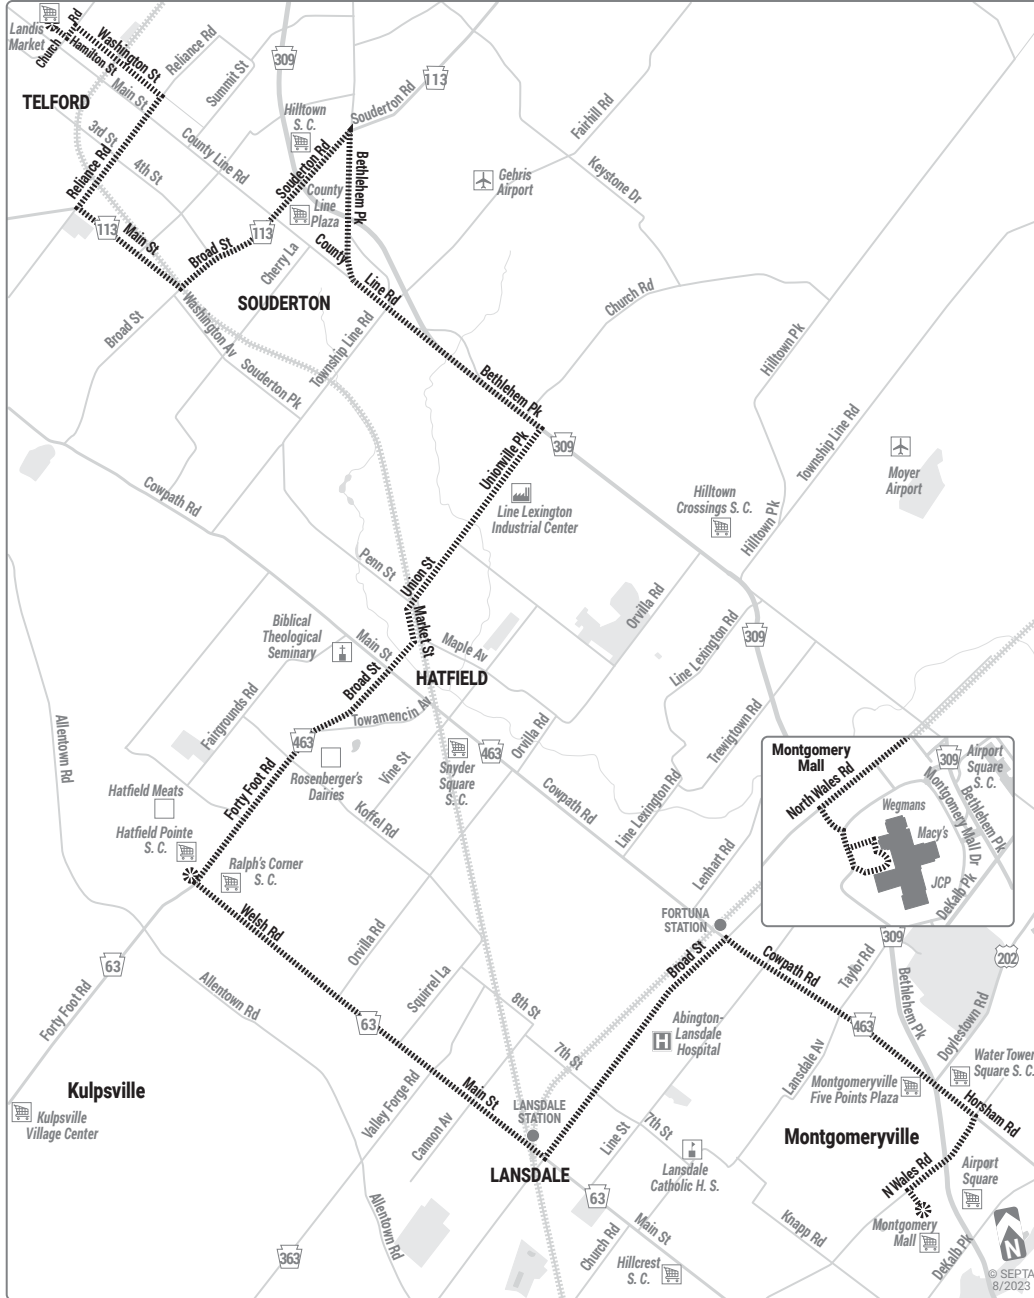 Landis
Market
Church
Rd
Hamilton St
Washington St
Reliance Rd
Summit St
309
113
Souderton Rd
TELFORD
Main St
3rd St
4th St
County Line Rd
Hilltown
S. C.
Fairhill Rd
Keystone Dr
Reliance Rd
Souderton Rd
Bethlehem Pk
Gehris
Airport
County
Line
Plaza
113
Main St
Broad St
113
Cherry La
County
Line Rd
SOUDERTON
Church Rd
Broad St
Washington Av
Souderton Pk
Township Line Rd
Hilltown Pk
Bethlehem Pk
Unionville Pk
309
Township Line Rd
Moyer
Airport
Cowpath Rd
Line Lexington
Industrial Center
Hilltown
Crossings S. C.
Hilltown Pk
Penn St
Union St
Market St
Orvilla Rd
Biblical
Theological
Seminary
Main St
Maple Av
309
Line Lexington Rd
Broad St
HATFIELD
Fairgrounds Rd
Towamencin Av
Allentown Rd
463
Vine St
Snyder
Square
S. C.
463
Orvilla Rd
Trewigtown Rd
Rosenberger's
Dairies
Forty Foot Rd
Koffel Rd
Cowpath Rd
Line Lexington Rd
Hatfield Meats
Hatfield Pointe
S. C.
Ralph's Corner
S. C.
Lenhart Rd
Montgomery
Mall
North Wales Rd
309
Airport
Square
S. C.
Bethlehem Pk
Montgomery Mall Dr
Wegmans
Macy's
JCP
DeKalb Pk
Welsh Rd
Orvilla Rd
FORTUNA
STATION
Broad St
Cowpath Rd
Taylor Rd
309
202
63
Forty Foot Rd
Allentown Rd
Squirrel La
8th St
Bethlehem Pk
Doylestown Rd
63
Abington-
Lansdale
Hospital
463
7th St
Lansdale Av
Water Tower
Square S. C.
Kulpsville
Main St
Montgomeryville
Five Points Plaza
Horsham Rd
Kulpsville
Village Center
Valley Forge Rd
Cannon Av
LANSDALE
STATION
Line St
7th St
Montgomeryville
LANSDALE
Lansdale
Catholic H. S.
N Wales Rd
Airport
Square
63
Allentown Rd
Main St
Knapp Rd
Montgomery
Mall
DeKalb Pk
363
Church Rd
Hillcrest
S. C.
N
© SEPTA
8/2023